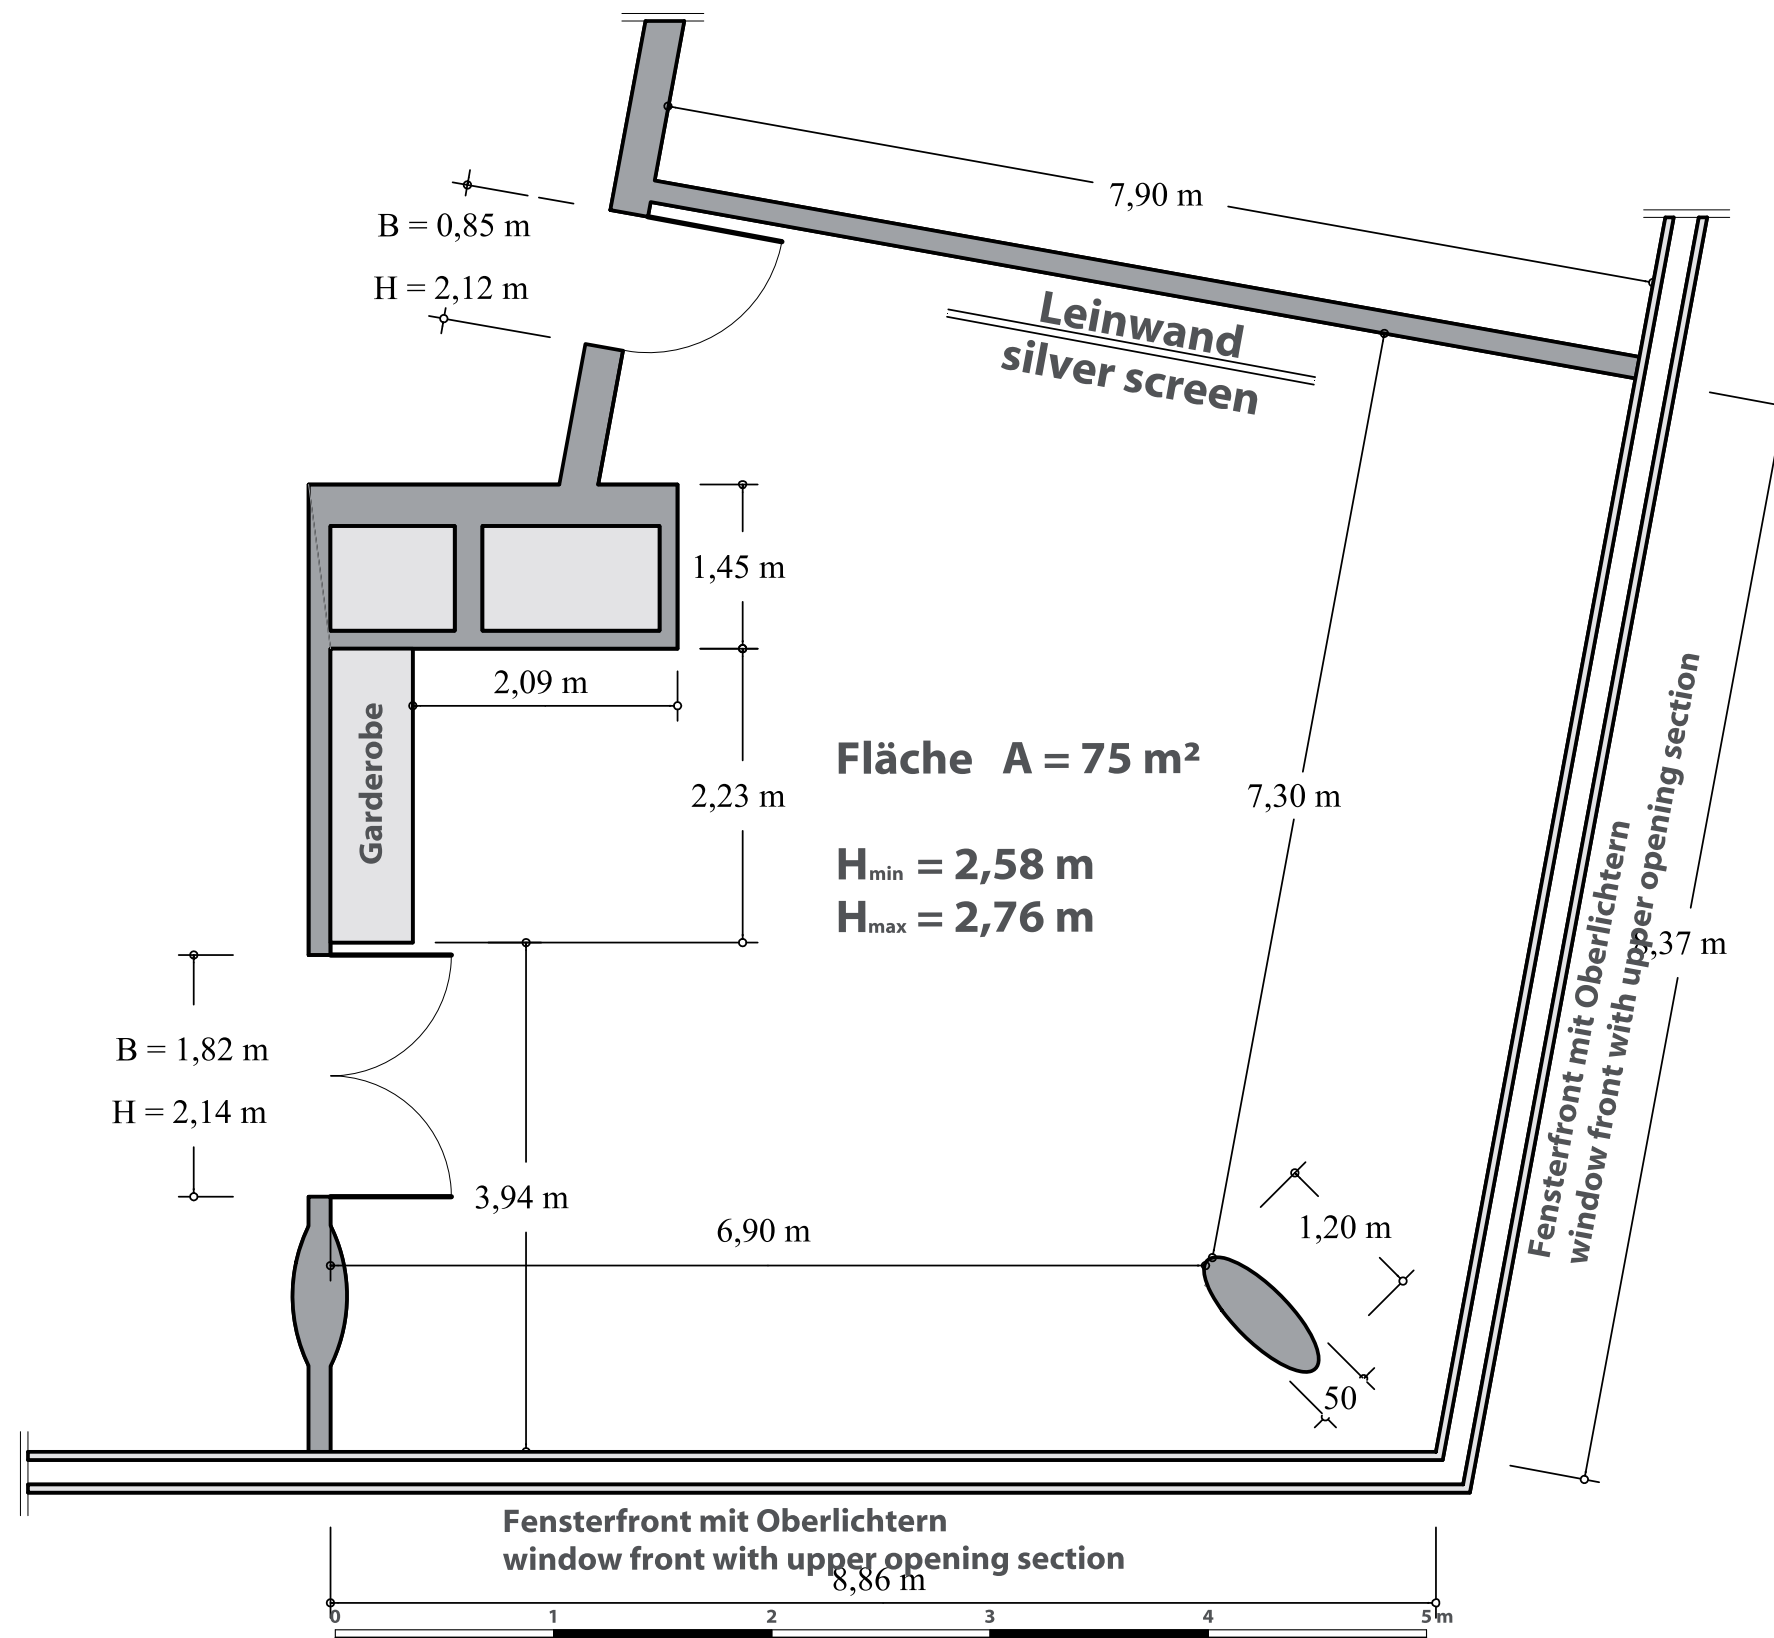 7,90 m
B = 0,85 m
H = 2,12 m
Leinwand
silver screen
1,45 m
2,09 m
Garderobe
2,23 m
Fläche A = 75 m²
Hmin = 2,58 m
Hmax = 2,76 m
7,30 m
Fensterfront mit Oberlichtern
window front with upper opening section
8,37 m
B = 1,82 m
H = 2,14 m
3,94 m
6,90 m
1,20 m
50
Fensterfront mit Oberlichtern
window front with upper opening section
8,86 m
0 1 2 3 4 5 m